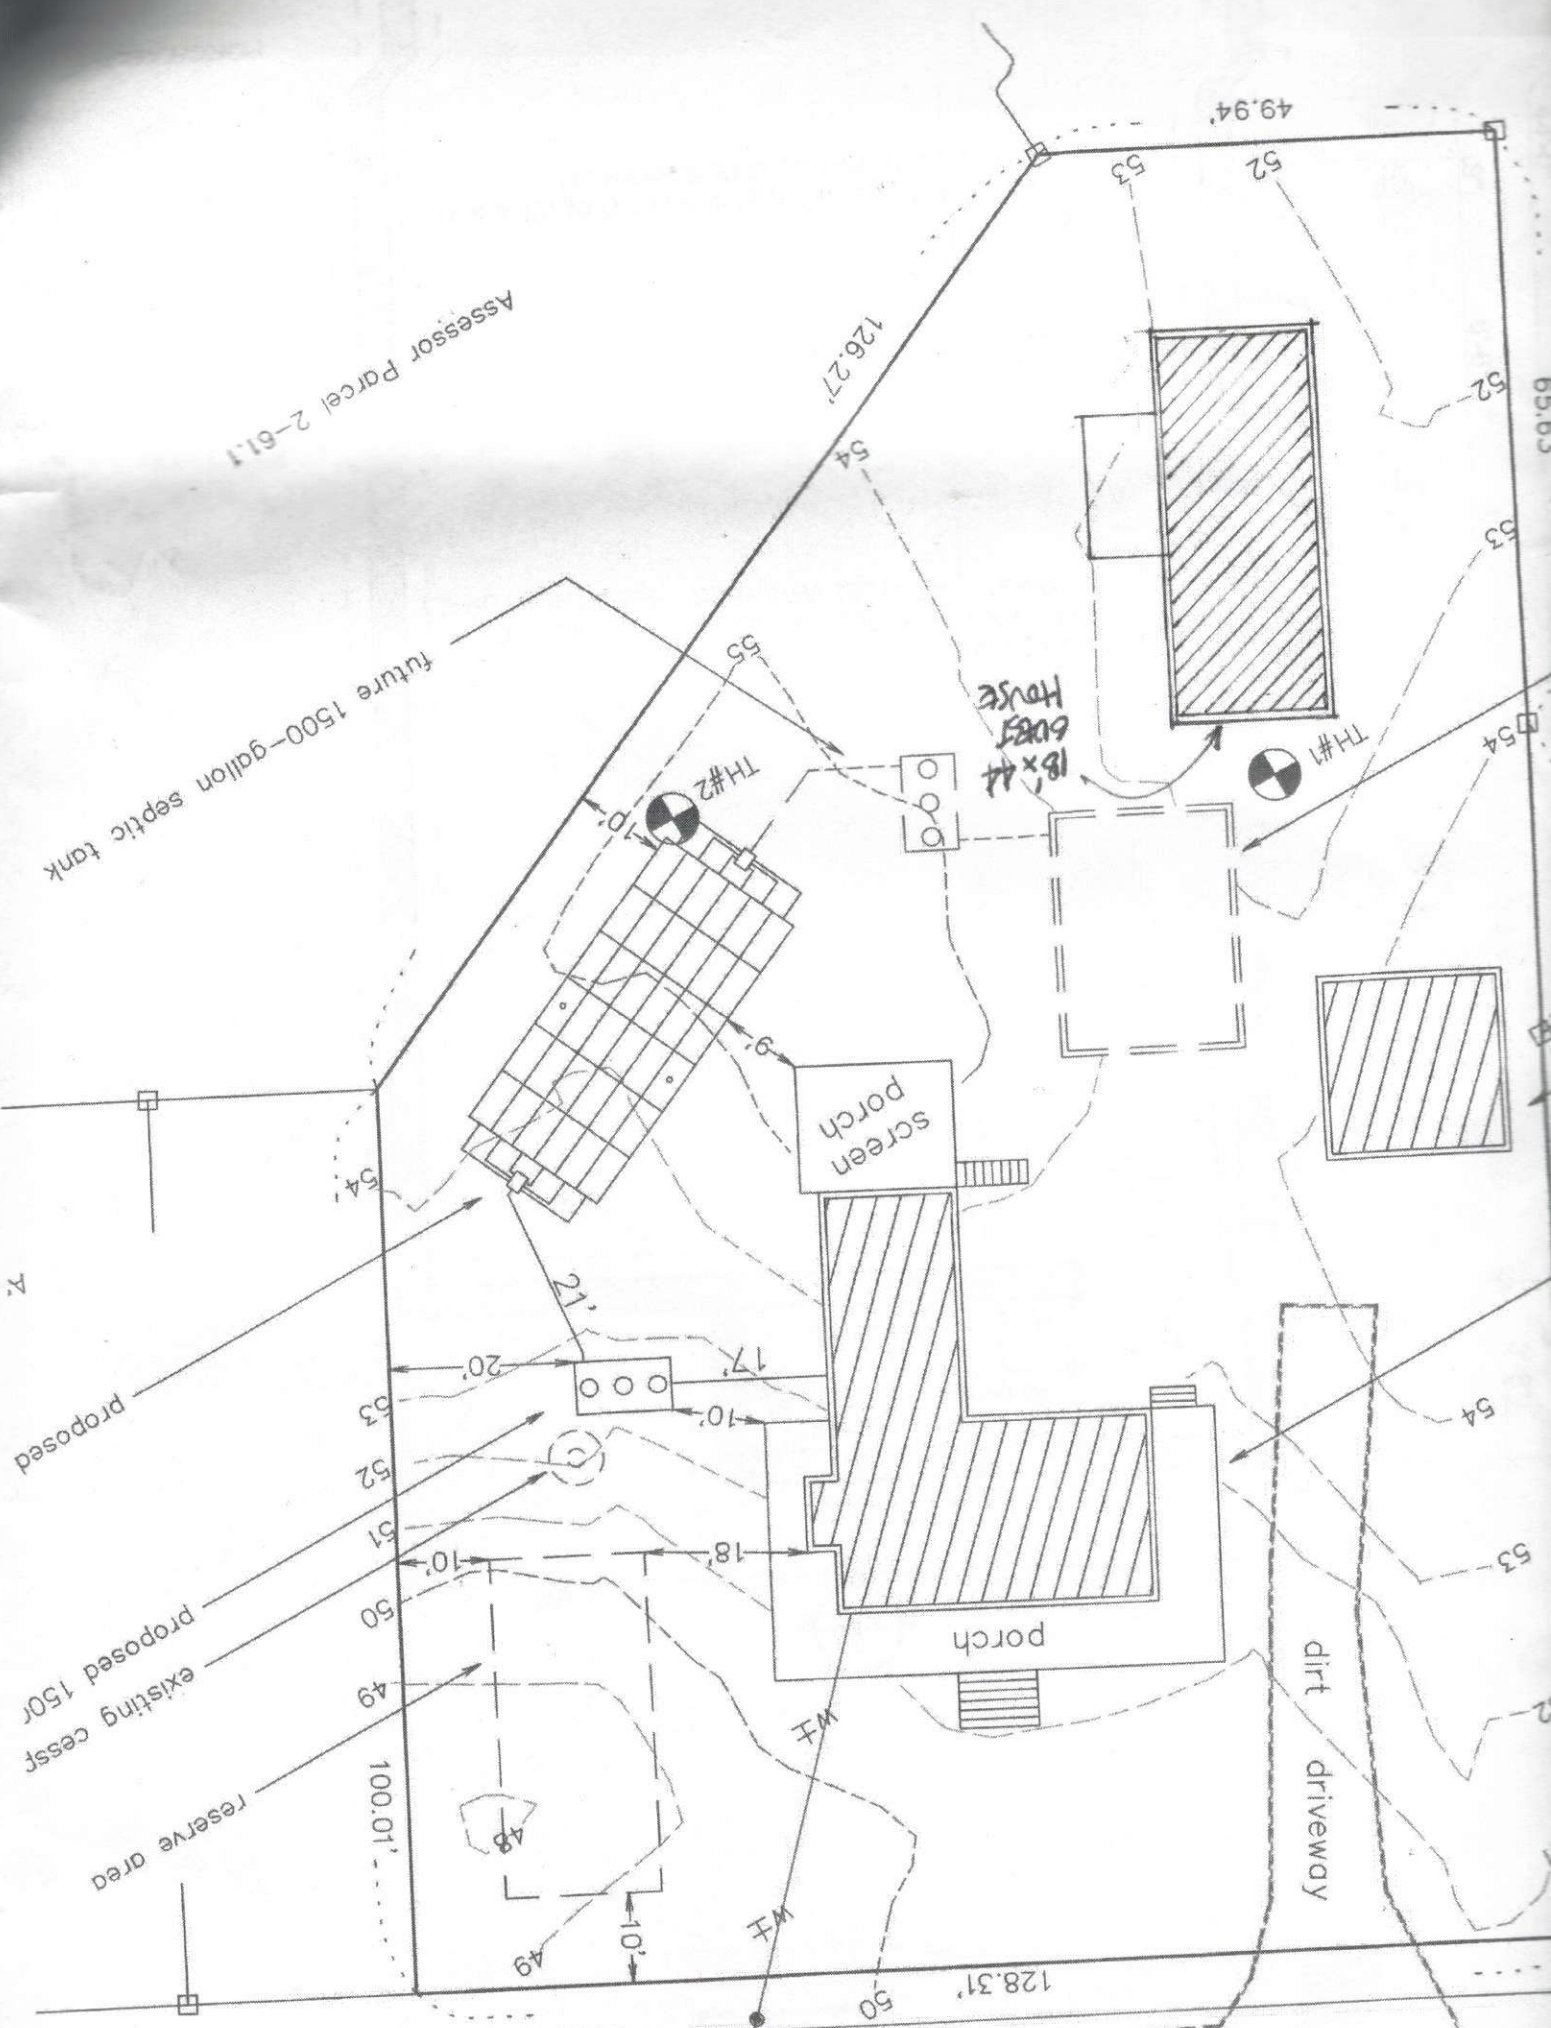 49.94'
53
52
65.63
52
126.27'
Assessor Parcel 2-61.1
54
53
55
54
future 1500-gallon septic tank
18' x 44
GUEST
HOUSE
TH#1
TH#2
10'
9'
screen
porch
54
proposed
21'
20'
17'
53
10'
54
52
51
existing cessp
proposed 150
10'
18'
53
50
porch
reserve area
49
W±
dirt driveway
100.01'
48
W±
49
10'
128.31'
50